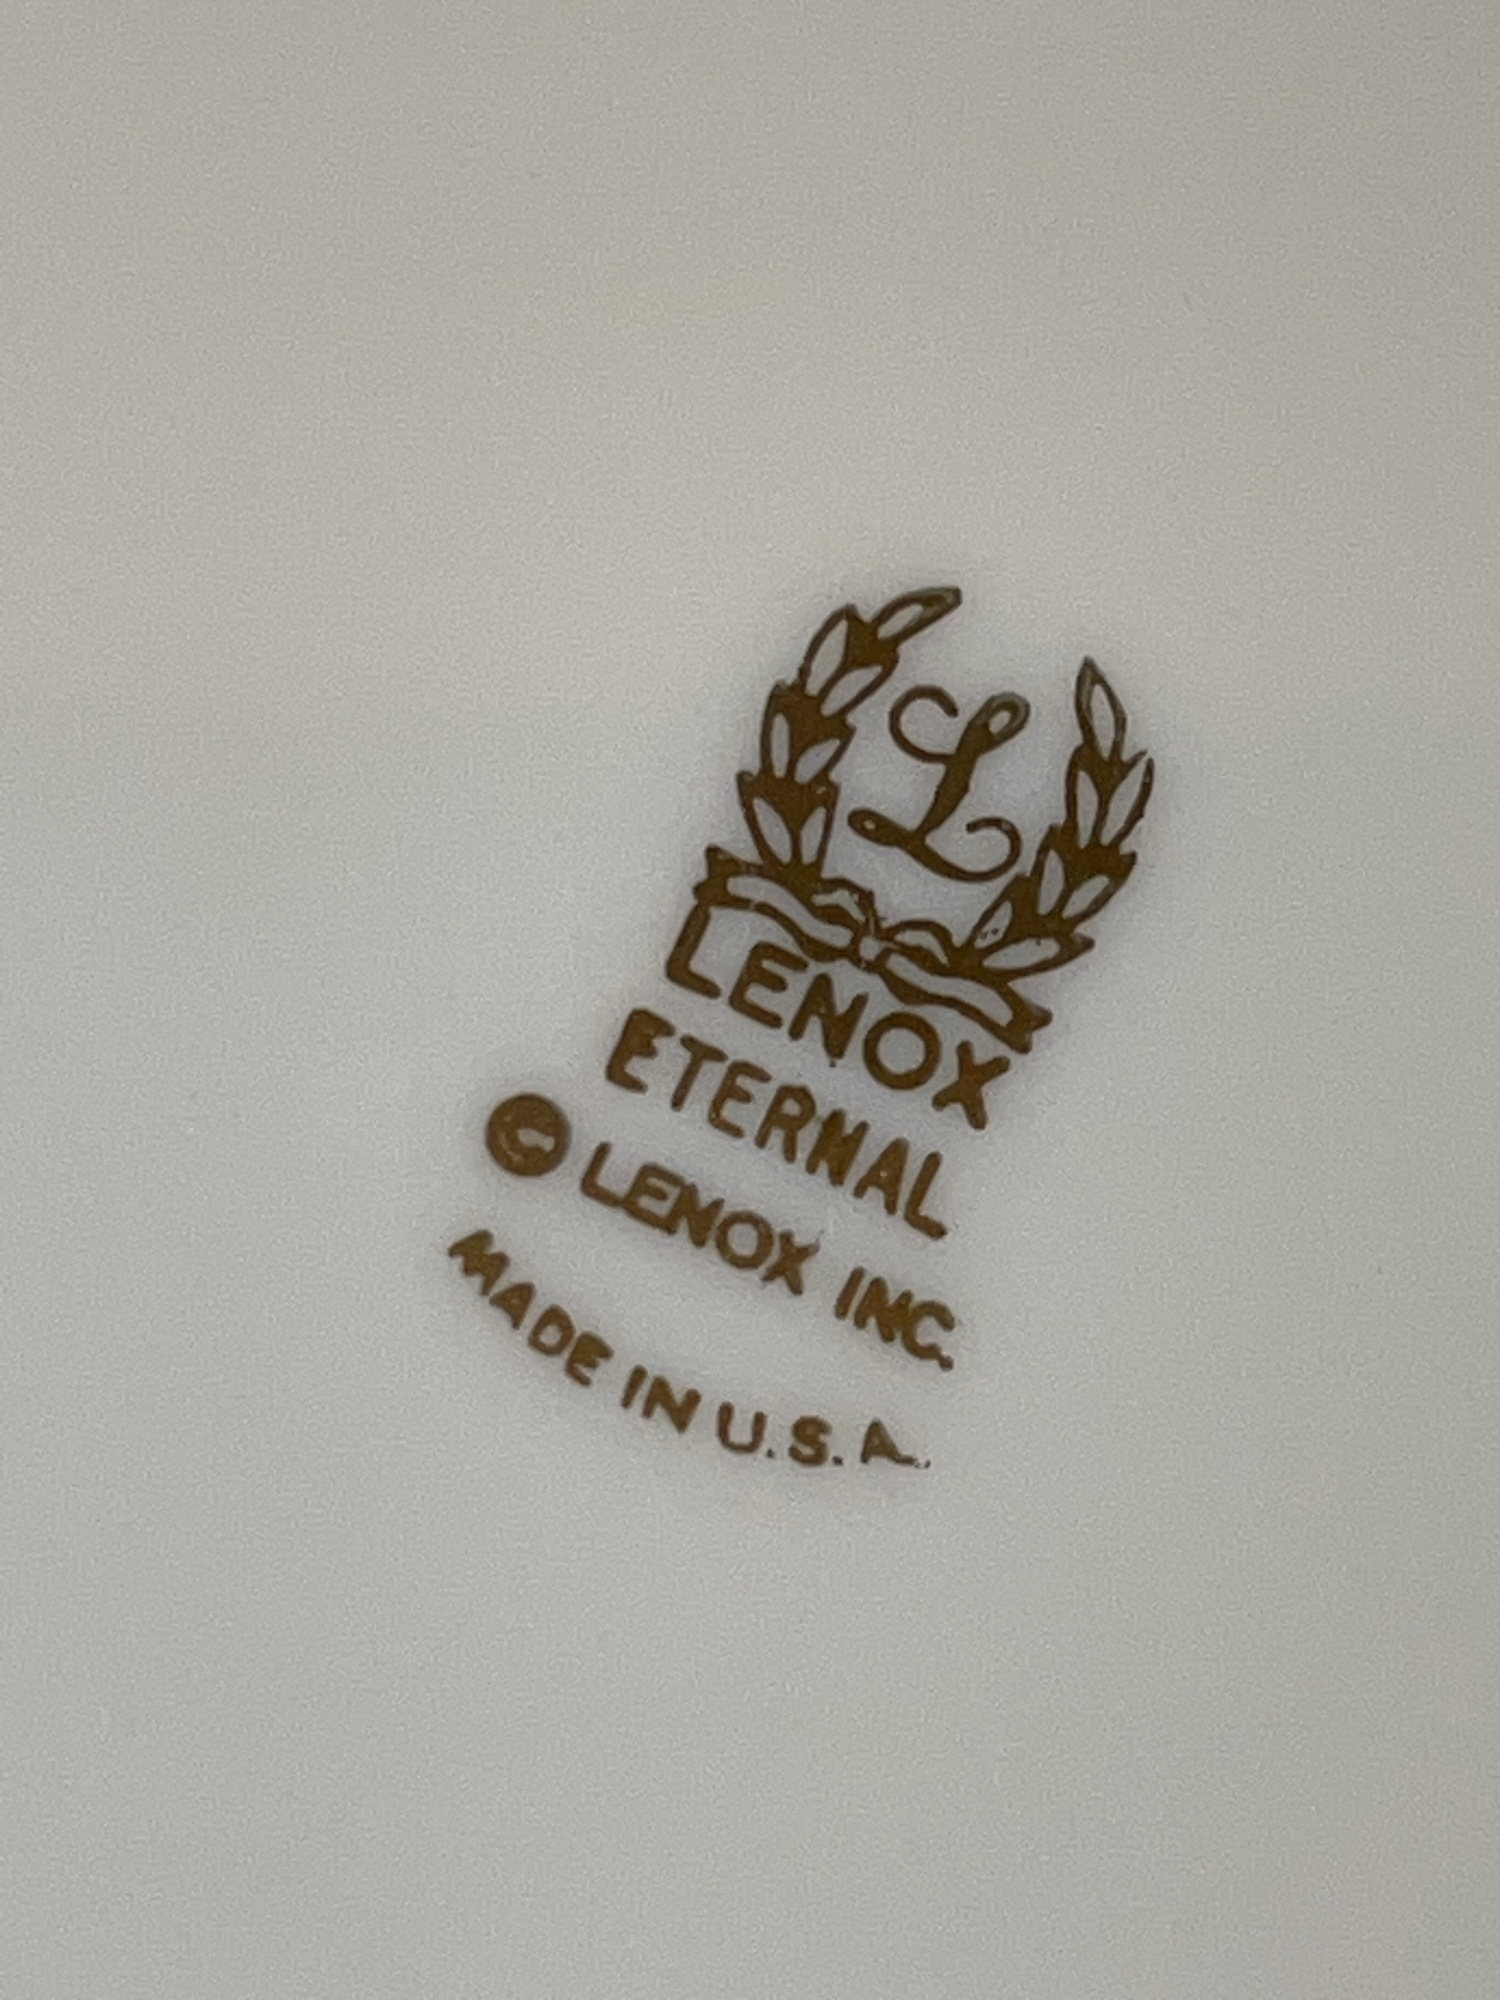 L
LENOX
ETERNAL
© LENOX INC.
MADE IN U.S.A.